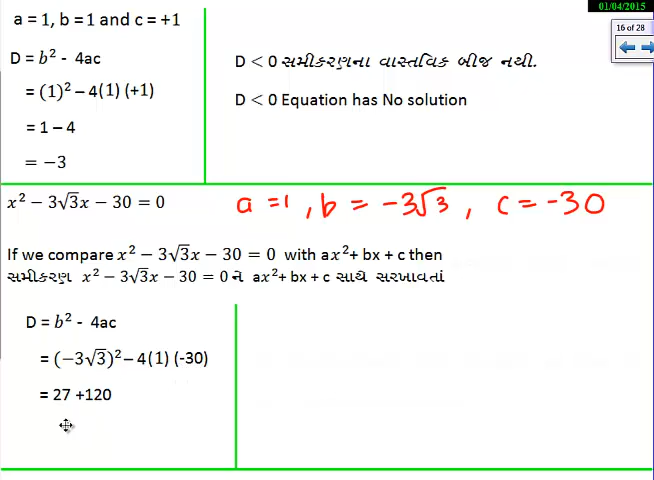 01/04/2015
16 of 28
a = 1, b = 1 and c = +1
D = b² - 4ac
= (1)² – 4(1) (+1)
= 1 – 4
= −3
D < 0 સમીકરણના વાસ્તવિક બીજ નથી.
D < 0 Equation has No solution
x² − 3√3x − 30 = 0
a = 1, b = -3√3, c = -30
If we compare x² − 3√3x − 30 = 0 with ax²+ bx + c then
સમીકરણ x² − 3√3x − 30 = 0 ને ax²+ bx + c સાથે સરખાવતાં
D = b² - 4ac
= (−3√3)² – 4(1) (-30)
= 27 +120